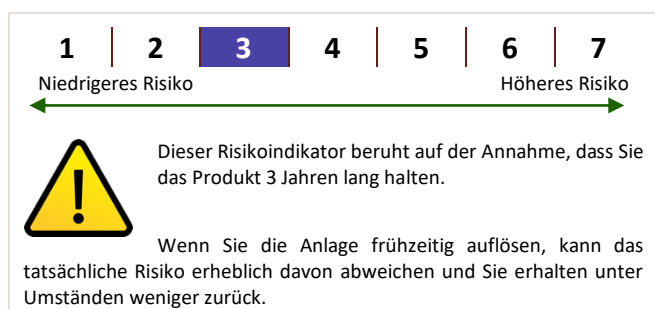 1 2 3 4 5 6 7
Niedrigeres Risiko Höheres Risiko
Dieser Risikoindikator beruht auf der Annahme, dass Sie
das Produkt 3 Jahren lang halten.
Wenn Sie die Anlage frühzeitig auflösen, kann das
tatsächliche Risiko erheblich davon abweichen und Sie erhalten unter
Umständen weniger zurück.